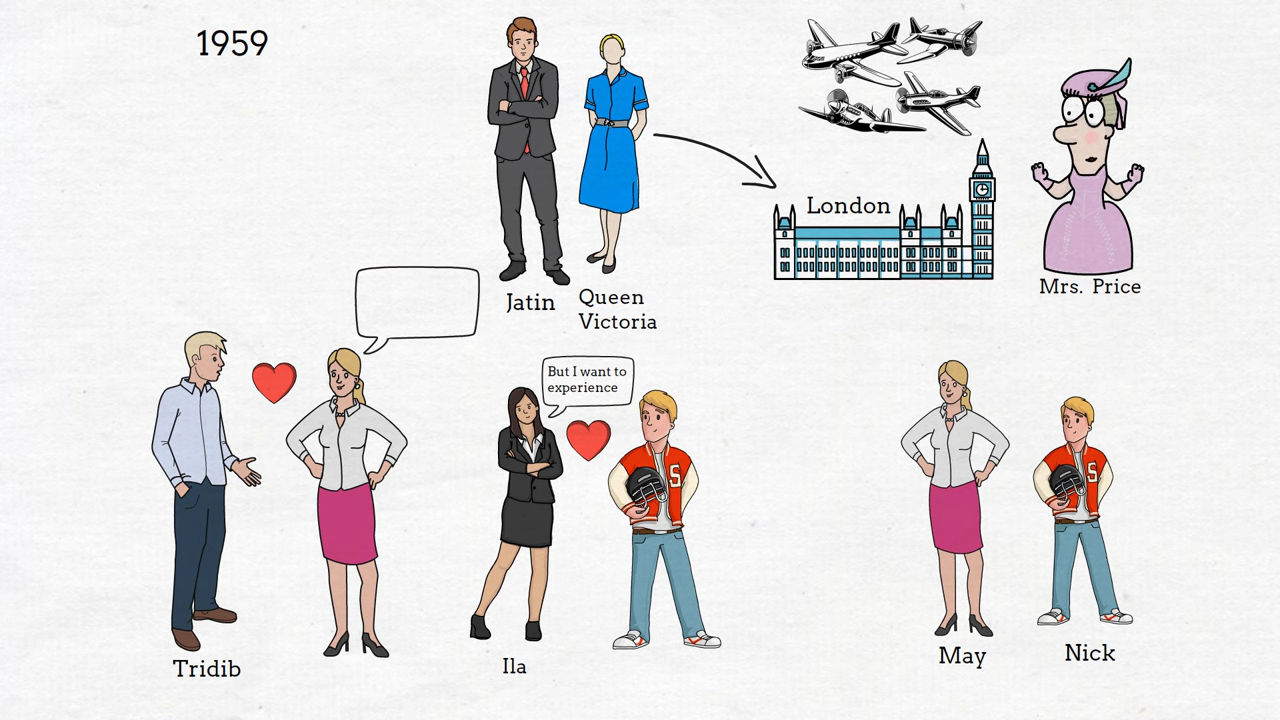 1959
London
Mrs. Price
Jatin
Queen
Victoria
But I want to
experience
S
S
Tridib
Ila
May
Nick